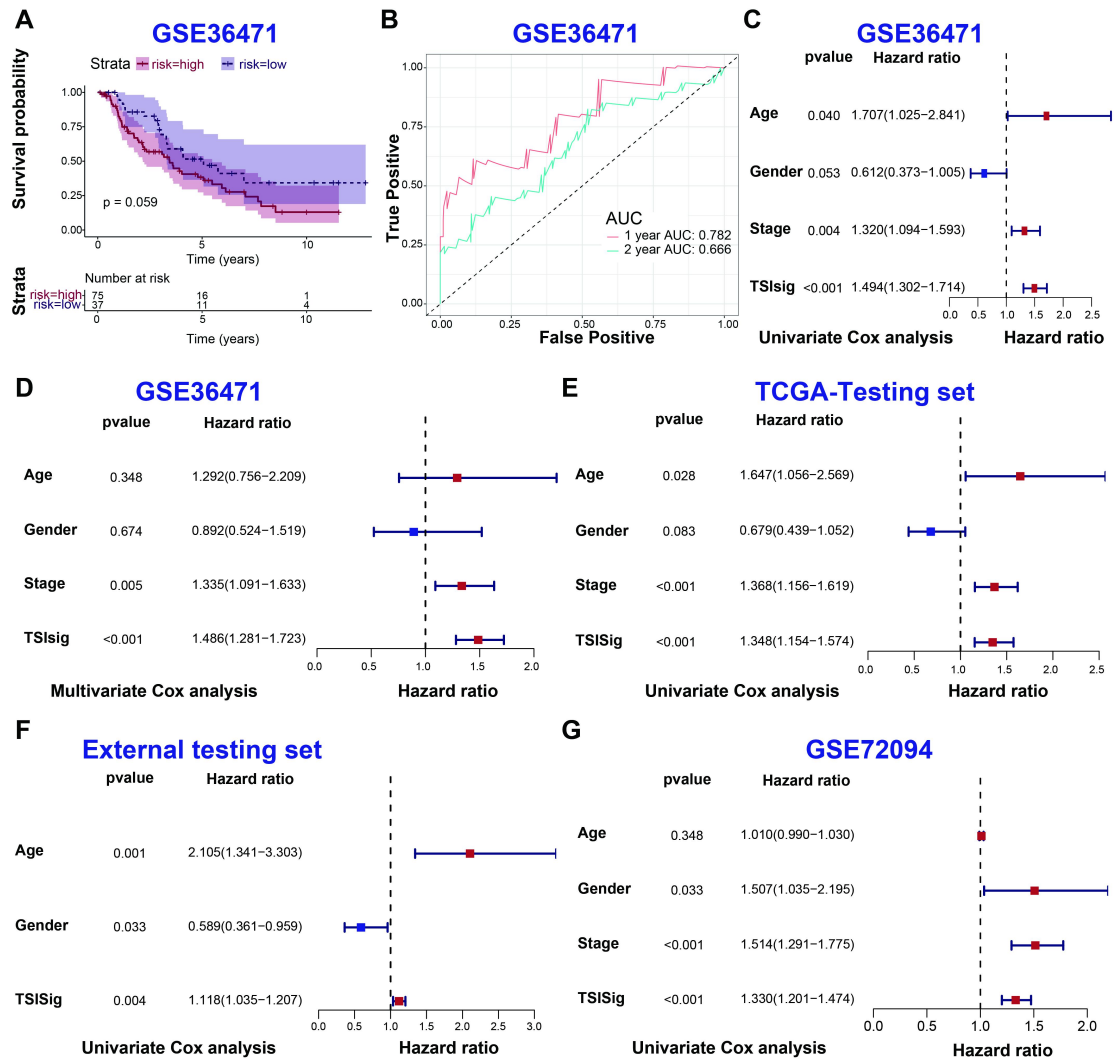 A
GSE36471
Strata risk=high risk=low
Survival probability
1.00
0.75
0.50
0.25
0.00
p = 0.059
0 5 10
Time (years)
Strata
Number at risk
risk=high 75 16 1
risk=low 37 11 4
0 5 10
Time (years)
B
GSE36471
True Positive
1.00
0.75
0.50
0.25
0.00
AUC
1 year AUC: 0.782
2 year AUC: 0.666
0.00 0.25 0.50 0.75 1.00
False Positive
C
GSE36471
pvalue Hazard ratio
Age 0.040 1.707(1.025−2.841)
Gender 0.053 0.612(0.373−1.005)
Stage 0.004 1.320(1.094−1.593)
TSIsig <0.001 1.494(1.302−1.714)
0.0 0.5 1.0 1.5 2.0 2.5
Univariate Cox analysis Hazard ratio
D
GSE36471
pvalue Hazard ratio
Age 0.348 1.292(0.756−2.209)
Gender 0.674 0.892(0.524−1.519)
Stage 0.005 1.335(1.091−1.633)
TSIsig <0.001 1.486(1.281−1.723)
0.0 0.5 1.0 1.5 2.0
Multivariate Cox analysis Hazard ratio
E
TCGA-Testing set
pvalue Hazard ratio
Age 0.028 1.647(1.056−2.569)
Gender 0.083 0.679(0.439−1.052)
Stage <0.001 1.368(1.156−1.619)
TSISig <0.001 1.348(1.154−1.574)
0.0 0.5 1.0 1.5 2.0 2.5
Univariate Cox analysis Hazard ratio
F
External testing set
pvalue Hazard ratio
Age 0.001 2.105(1.341−3.303)
Gender 0.033 0.589(0.361−0.959)
TSISig 0.004 1.118(1.035−1.207)
0.0 0.5 1.0 1.5 2.0 2.5 3.0
Univariate Cox analysis Hazard ratio
G
GSE72094
pvalue Hazard ratio
Age 0.348 1.010(0.990−1.030)
Gender 0.033 1.507(1.035−2.195)
Stage <0.001 1.514(1.291−1.775)
TSISig <0.001 1.330(1.201−1.474)
0.0 0.5 1.0 1.5 2.0
Univariate Cox analysis Hazard ratio